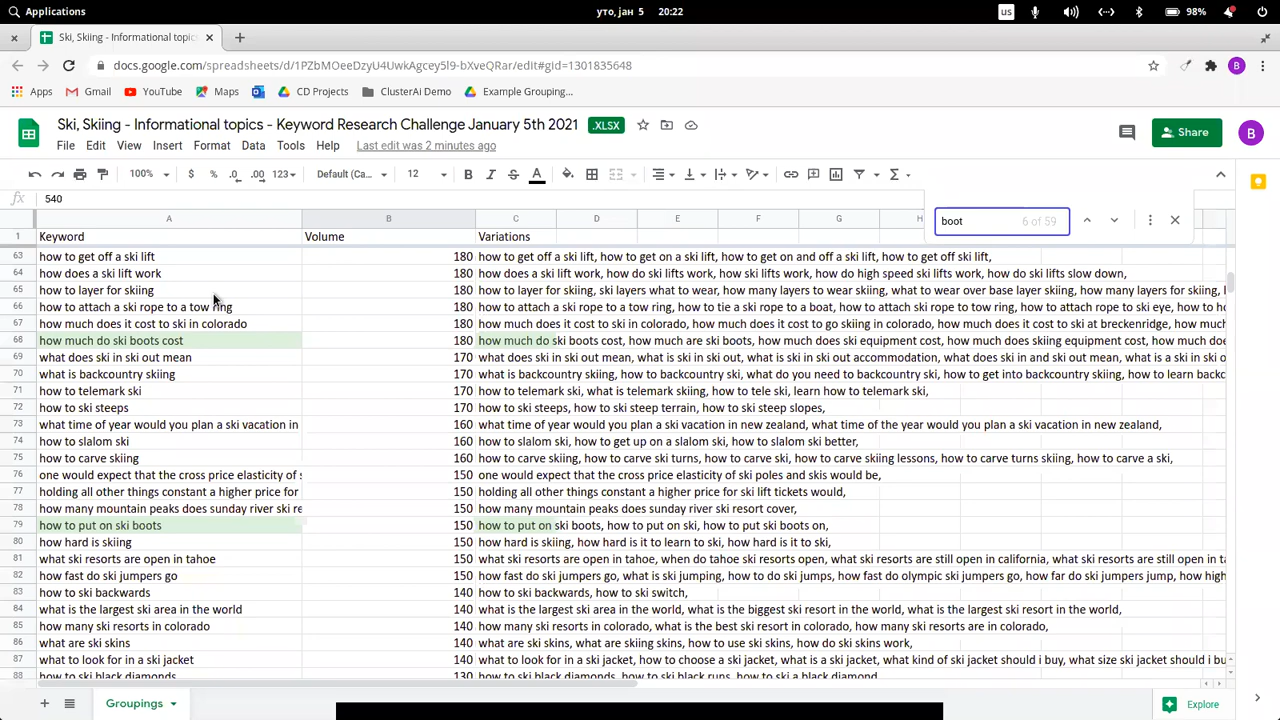 Applications
уто, јан 5 20:22
us
98%
Ski, Skiing - Informational topic
docs.google.com/spreadsheets/d/1PZbMOeeDzyU4UwkAgcey5l9-bXveQRar/edit#gid=1301835648
B
Apps Gmail YouTube Maps CD Projects ClusterAi Demo Example Grouping...
Ski, Skiing - Informational topics - Keyword Research Challenge January 5th 2021 .XLSX
Share
B
File Edit View Insert Format Data Tools Help Last edit was 2 minutes ago
100% $ % .0 .00 123 Default (Ca... 12 B I S A
fx 540
boot 6 of 59
A B C D E F G H
1 Keyword Volume Variations
63 how to get off a ski lift 180 how to get off a ski lift, how to get on a ski lift, how to get on and off a ski lift, how to get off ski lift,
64 how does a ski lift work 180 how does a ski lift work, how do ski lifts work, how ski lifts work, how do high speed ski lifts work, how do ski lifts slow down,
65 how to layer for skiing 180 how to layer for skiing, ski layers what to wear, how many layers to wear skiing, what to wear over base layer skiing, how many layers for skiing,
66 how to attach a ski rope to a tow ring 180 how to attach a ski rope to a tow ring, how to tie a ski rope to a boat, how to attach ski rope to tow ring, how to attach ski rope to ski eye, how to ho
67 how much does it cost to ski in colorado 180 how much does it cost to ski in colorado, how much does it cost to go skiing in colorado, how much does it cost to ski at breckenridge, how much
68 how much do ski boots cost 180 how much do ski boots cost, how much are ski boots, how much does ski equipment cost, how much does skiing equipment cost, how much does
69 what does ski in ski out mean 170 what does ski in ski out mean, what is ski in ski out, what is ski in ski out accommodation, what does ski in and ski out mean, what is a ski in ski o
70 what is backcountry skiing 170 what is backcountry skiing, how to backcountry ski, what do you need to backcountry ski, how to get into backcountry skiing, how to learn backc
71 how to telemark ski 170 how to telemark ski, what is telemark skiing, how to tele ski, learn how to telemark ski,
72 how to ski steeps 170 how to ski steeps, how to ski steep terrain, how to ski steep slopes,
73 what time of year would you plan a ski vacation in 160 what time of year would you plan a ski vacation in new zealand, what time of the year would you plan a ski vacation in new zealand,
74 how to slalom ski 160 how to slalom ski, how to get up on a slalom ski, how to slalom ski better,
75 how to carve skiing 160 how to carve skiing, how to carve ski turns, how to carve ski, how to carve skiing lessons, how to carve turns skiing, how to carve a ski,
76 one would expect that the cross price elasticity of s 150 one would expect that the cross price elasticity of ski poles and skis would be,
77 holding all other things constant a higher price for 150 holding all other things constant a higher price for ski lift tickets would,
78 how many mountain peaks does sunday river ski re 150 how many mountain peaks does sunday river ski resort cover,
79 how to put on ski boots 150 how to put on ski boots, how to put on ski, how to put ski boots on,
80 how hard is skiing 150 how hard is skiing, how hard is it to learn to ski, how hard is it to ski,
81 what ski resorts are open in tahoe 150 what ski resorts are open in tahoe, when do tahoe ski resorts open, what ski resorts are still open in california, what ski resorts are still open in ta
82 how fast do ski jumpers go 150 how fast do ski jumpers go, what is ski jumping, how to do ski jumps, how fast do olympic ski jumpers go, how far do ski jumpers jump, how high
83 how to ski backwards 140 how to ski backwards, how to ski switch,
84 what is the largest ski area in the world 140 what is the largest ski area in the world, what is the biggest ski resort in the world, what is the largest ski resort in the world,
85 how many ski resorts in colorado 140 how many ski resorts in colorado, what is the best ski resort in colorado, how many ski resorts are in colorado,
86 what are ski skins 140 what are ski skins, what are skiing skins, how to use ski skins, how do ski skins work,
87 what to look for in a ski jacket 140 what to look for in a ski jacket, how to choose a ski jacket, what is a ski jacket, what kind of ski jacket should i buy, what size ski jacket should i bu
88 how to ski black diamonds 130 how to ski black diamonds, how to ski black runs, how to ski a black diamond
Groupings
Explore